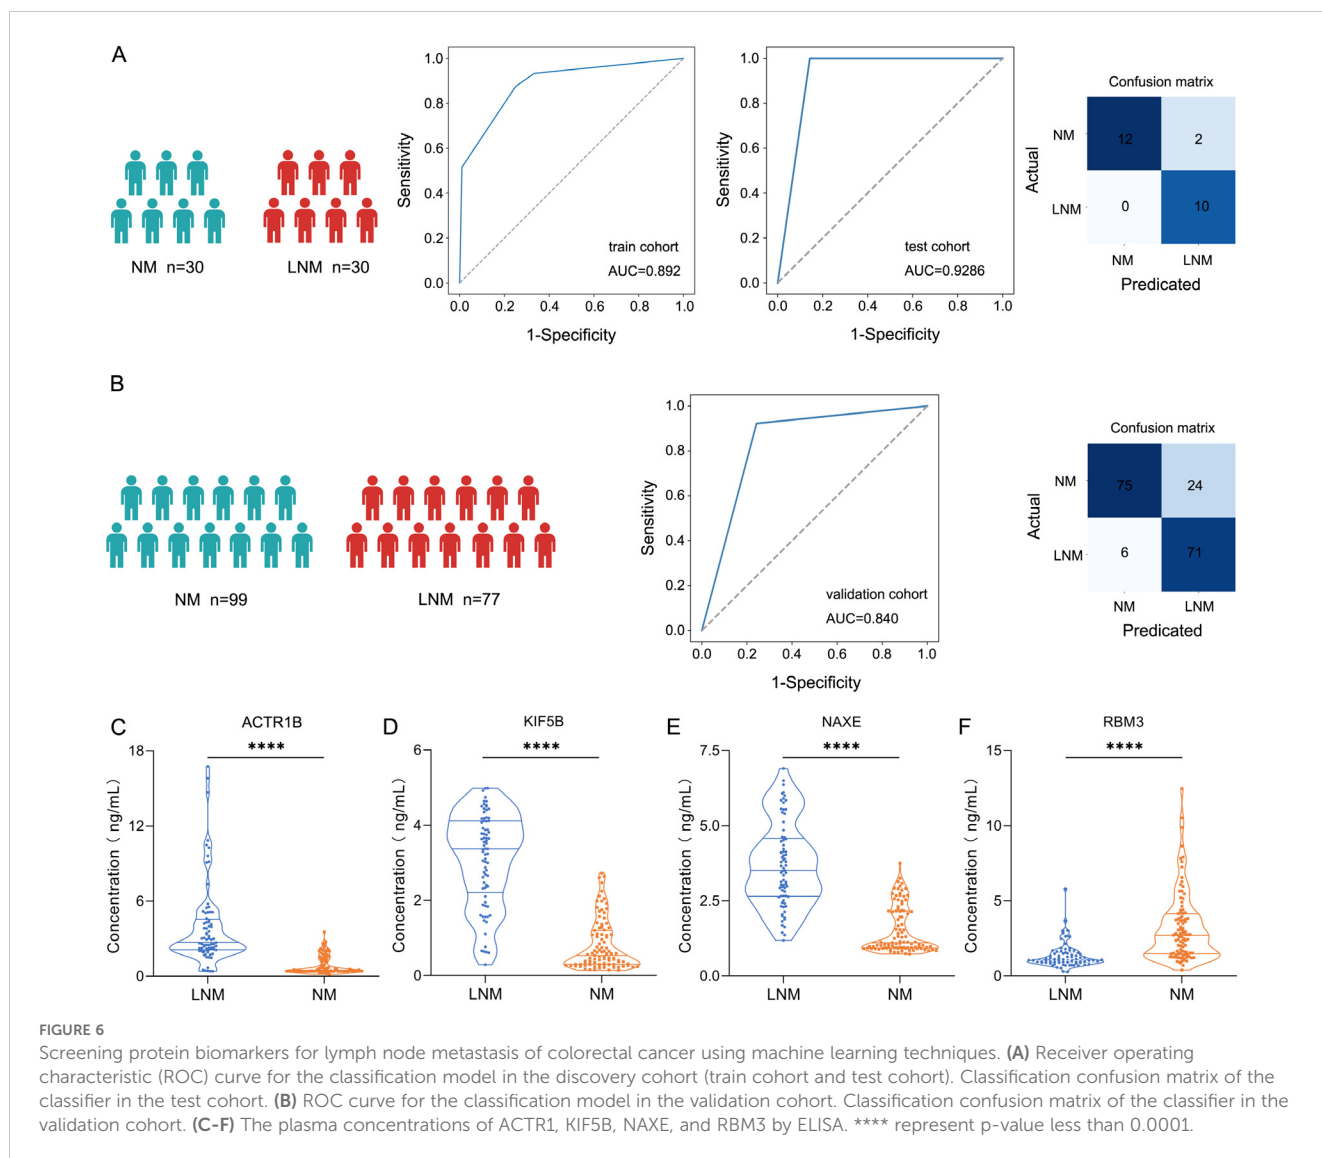 A
NM n=30
LNM n=30
Sensitivity
1.0
0.8
0.6
0.4
0.2
0.0
train cohort
AUC=0.892
0.0 0.2 0.4 0.6 0.8 1.0
1-Specificity
Sensitivity
1.0
0.8
0.6
0.4
0.2
0.0
test cohort
AUC=0.9286
0.0 0.2 0.4 0.6 0.8 1.0
1-Specificity
Confusion matrix
Actual
NM 12 2
LNM 0 10
NM LNM
Predicated
B
NM n=99
LNM n=77
Sensitivity
1.0
0.8
0.6
0.4
0.2
0.0
validation cohort
AUC=0.840
0.0 0.2 0.4 0.6 0.8 1.0
1-Specificity
Confusion matrix
Actual
NM 75 24
LNM 6 71
NM LNM
Predicated
C
ACTR1B
****
Concentration ( ng/mL)
18
12
6
0
LNM NM
D
KIF5B
****
Concentration ( ng/mL)
6
4
2
0
LNM NM
E
NAXE
****
Concentration ( ng/mL)
7.5
5.0
2.5
0.0
LNM NM
F
RBM3
****
Concentration ( ng/mL)
15
10
5
0
LNM NM
FIGURE 6
Screening protein biomarkers for lymph node metastasis of colorectal cancer using machine learning techniques. (A) Receiver operating
characteristic (ROC) curve for the classification model in the discovery cohort (train cohort and test cohort). Classification confusion matrix of the
classifier in the test cohort. (B) ROC curve for the classification model in the validation cohort. Classification confusion matrix of the classifier in the
validation cohort. (C-F) The plasma concentrations of ACTR1, KIF5B, NAXE, and RBM3 by ELISA. **** represent p-value less than 0.0001.